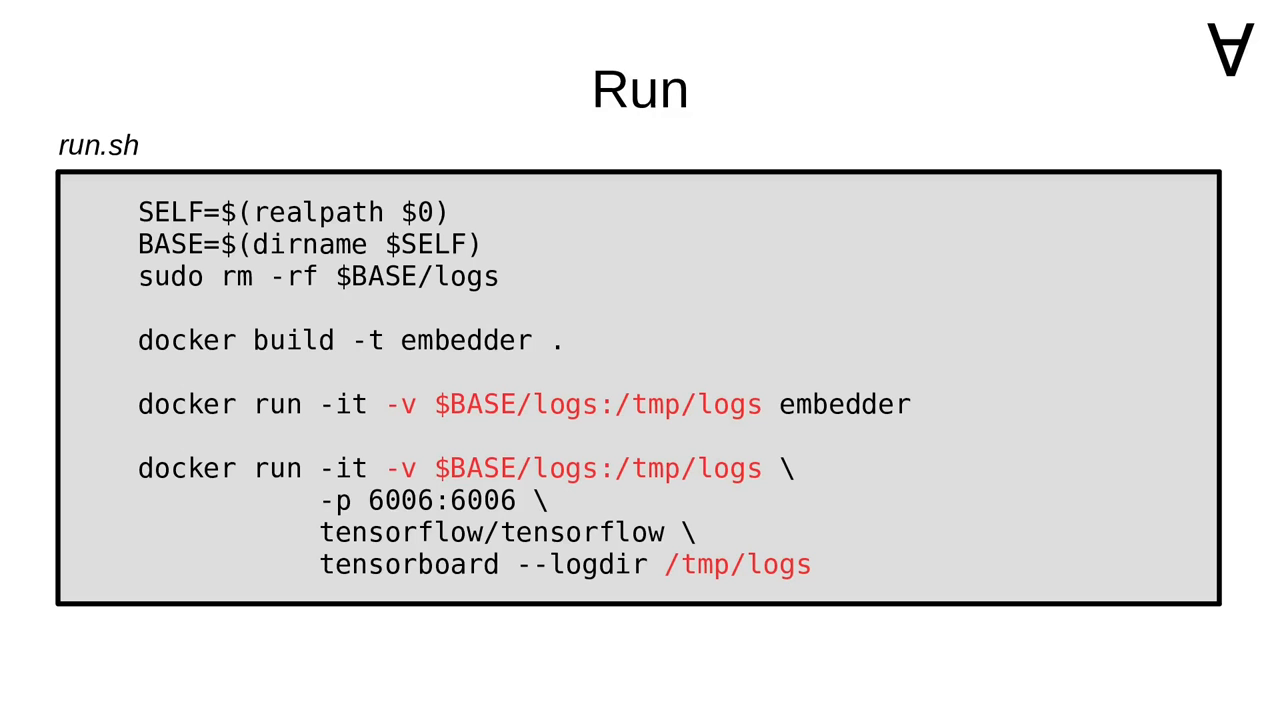 ∀
Run
run.sh
SELF=$(realpath $0)
BASE=$(dirname $SELF)
sudo rm -rf $BASE/logs
docker build -t embedder .
docker run -it -v $BASE/logs:/tmp/logs embedder
docker run -it -v $BASE/logs:/tmp/logs \
-p 6006:6006 \
tensorflow/tensorflow \
tensorboard --logdir /tmp/logs